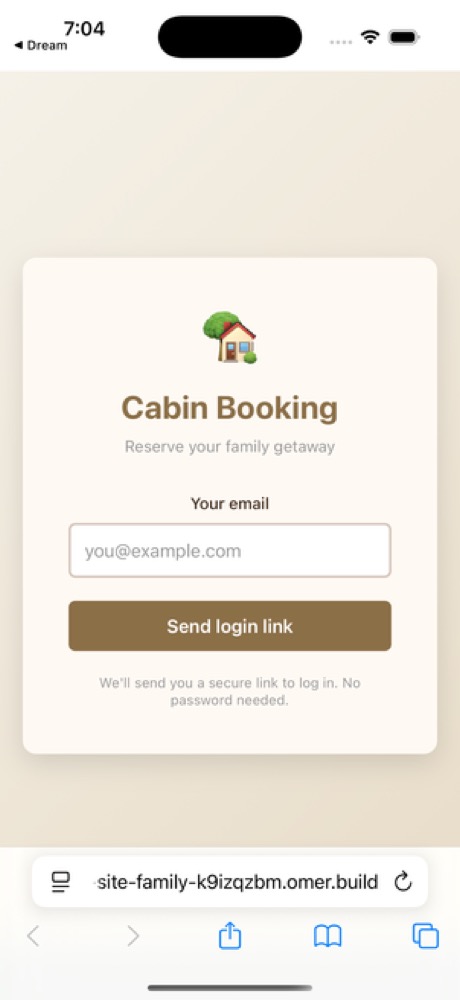 7:04
◀ Dream
Cabin Booking
Reserve your family getaway
Your email
you@example.com
Send login link
We'll send you a secure link to log in. No
password needed.
-site-family-k9izqzbm.omer.build